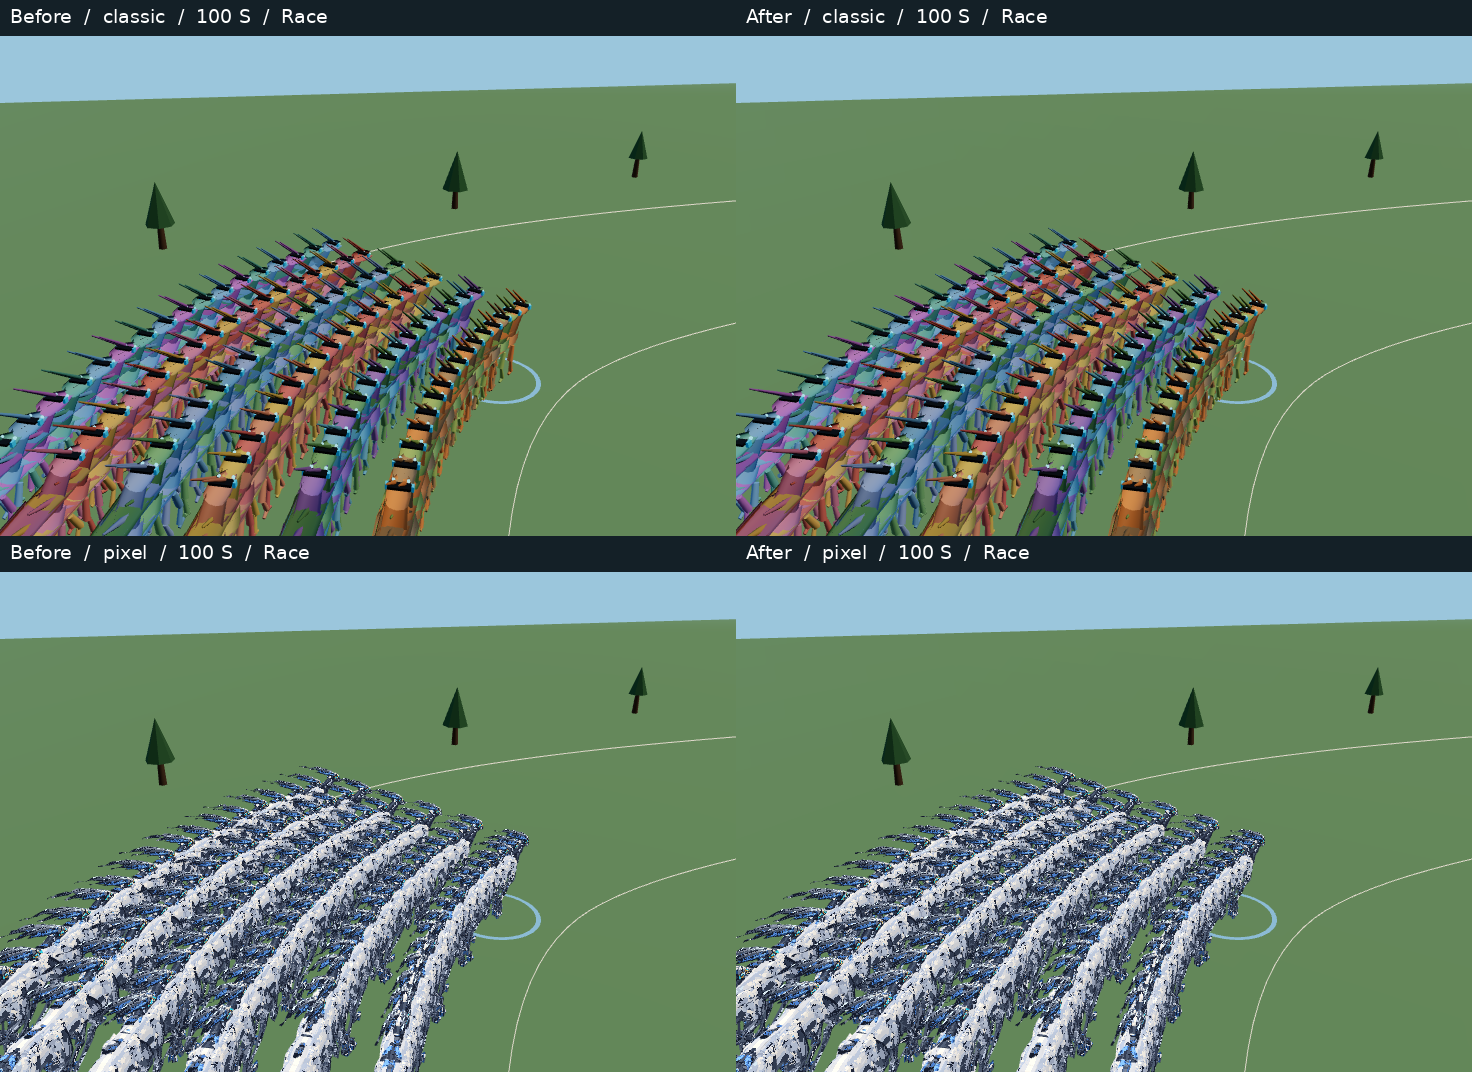 Before / classic / 100 S / Race
After / classic / 100 S / Race
Before / pixel / 100 S / Race
After / pixel / 100 S / Race